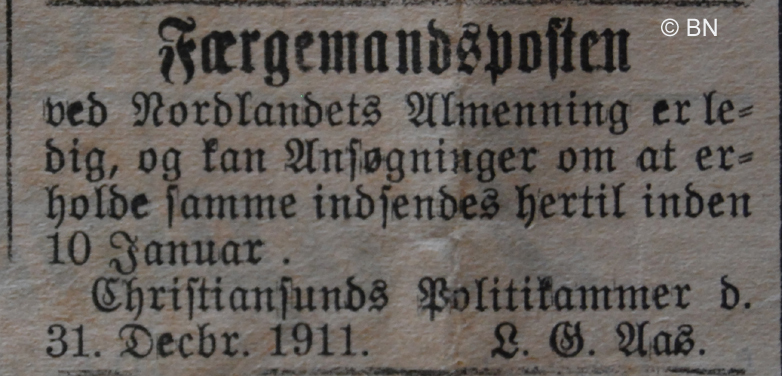 © BN
Færgemandsposten
ved Nordlandets Almenning er le=
dig, og kan Ansøgninger om at er=
holde samme indsendes hertil inden
10 Januar .
Christiansunds Politikammer d.
31. Decbr. 1911. L. G. Aas.